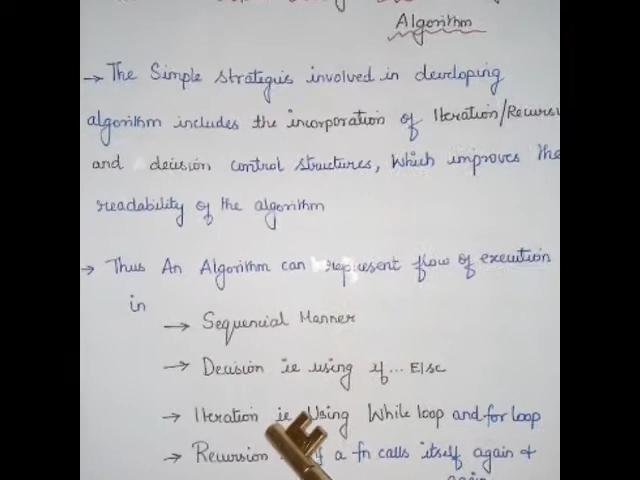 Algorithm
→ The Simple strategies involved in developing
algorithm includes the incorporation of Iteration/Recursi
and decision control structures, which improves the
readability of the algorithm
→ Thus An Algorithm can represent flow of execution
in
→ Sequencial Manner
→ Decision ie using if... Else
→ Iteration ie Using While loop and for loop
→ Recursion a fn calls itself again &